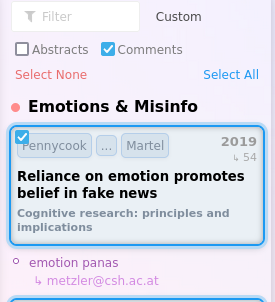 Filter
Custom
Abstracts
Comments
Select None
Select All
Emotions & Misinfo
Pennycook
...
Martel
2019
↳ 54
Reliance on emotion promotes
belief in fake news
Cognitive research: principles and
implications
emotion panas
↳ metzler@csh.ac.at